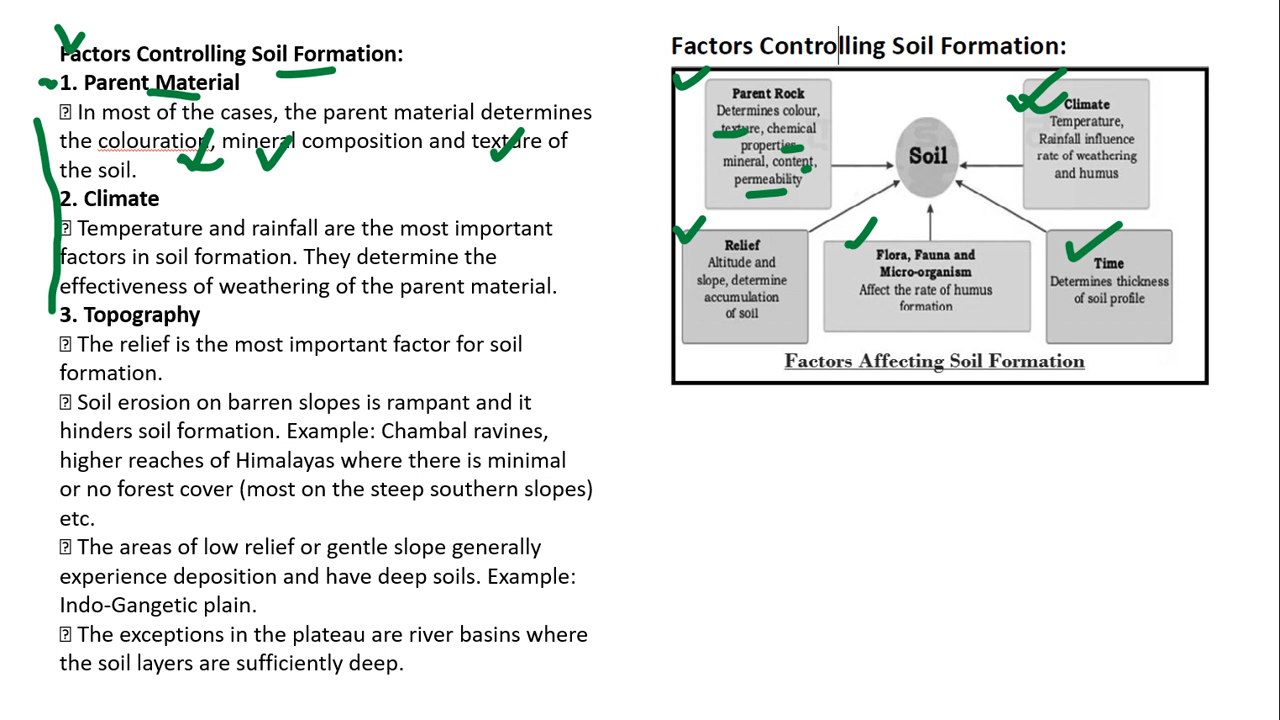 Factors Controlling Soil Formation:
1. Parent Material
⍰ In most of the cases, the parent material determines
the colouration, mineral composition and texture of
the soil.
2. Climate
⍰ Temperature and rainfall are the most important
factors in soil formation. They determine the
effectiveness of weathering of the parent material.
3. Topography
⍰ The relief is the most important factor for soil
formation.
⍰ Soil erosion on barren slopes is rampant and it
hinders soil formation. Example: Chambal ravines,
higher reaches of Himalayas where there is minimal
or no forest cover (most on the steep southern slopes)
etc.
⍰ The areas of low relief or gentle slope generally
experience deposition and have deep soils. Example:
Indo-Gangetic plain.
⍰ The exceptions in the plateau are river basins where
the soil layers are sufficiently deep.
Factors Controlling Soil Formation:
Parent Rock
Determines colour,
texture, chemical
properties,
mineral, content,
permeability
Soil
Climate
Temperature,
Rainfall influence
rate of weathering
and humus
Relief
Altitude and
slope, determine
accumulation
of soil
Flora, Fauna and
Micro-organism
Affect the rate of humus
formation
Time
Determines thickness
of soil profile
Factors Affecting Soil Formation